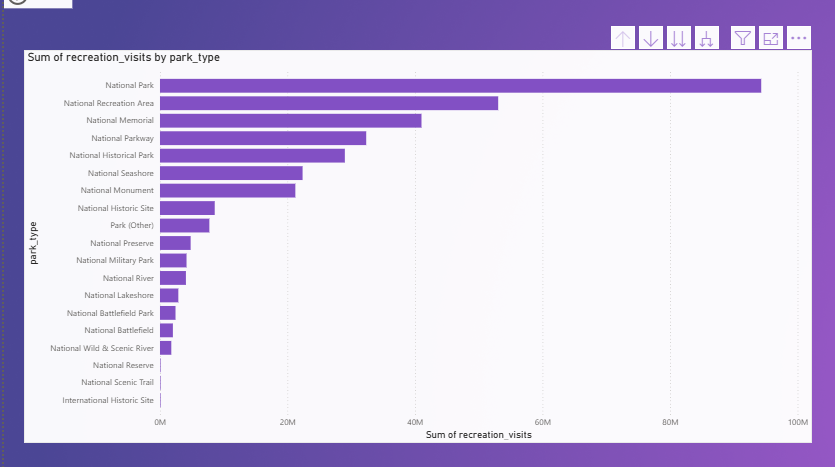 Sum of recreation_visits by park_type
National Park
National Recreation Area
National Memorial
National Parkway
National Historical Park
National Seashore
National Monument
National Historic Site
Park (Other)
National Preserve
National Military Park
National River
National Lakeshore
National Battlefield Park
National Battlefield
National Wild & Scenic River
National Reserve
National Scenic Trail
International Historic Site
park_type
0M 20M 40M 60M 80M 100M
Sum of recreation_visits